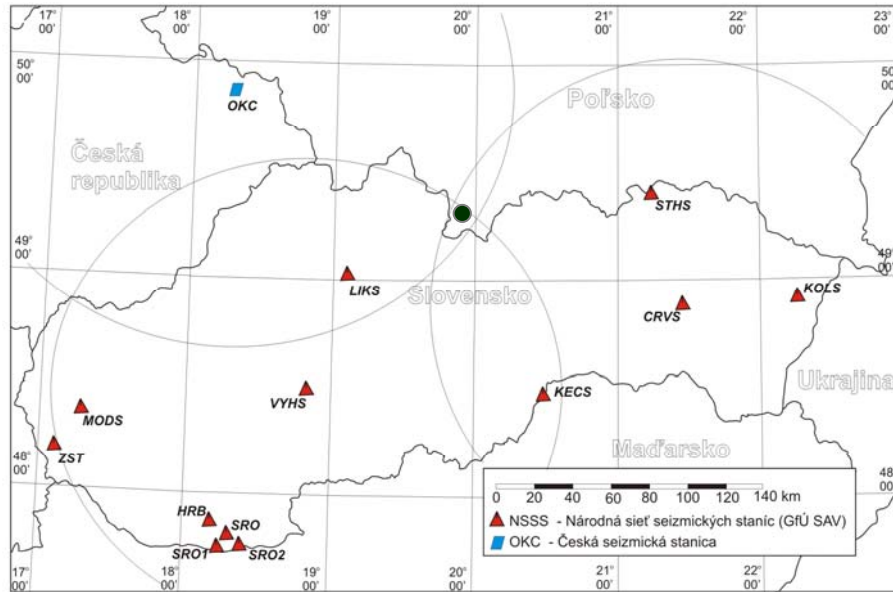 17° 00'
18° 00'
19° 00'
20° 00'
21° 00'
22° 00'
23° 00'
50° 00'
50° 00'
OKC
Poľsko
Česká
republika
STHS
49° 00'
49° 00'
LIKS
Slovensko
KOLS
CRVS
Ukrajina
VYHS
KECS
MODS
Maďarsko
ZST
48° 00'
48° 00'
HRB
SRO
SRO1
SRO2
0 20 40 60 80 100 120 140 km
NSSS - Národná sieť seizmických staníc (GfÚ SAV)
OKC - Česká seizmická stanica
17° 00'
18° 00'
19° 00'
20° 00'
21° 00'
22° 00'
23° 00'